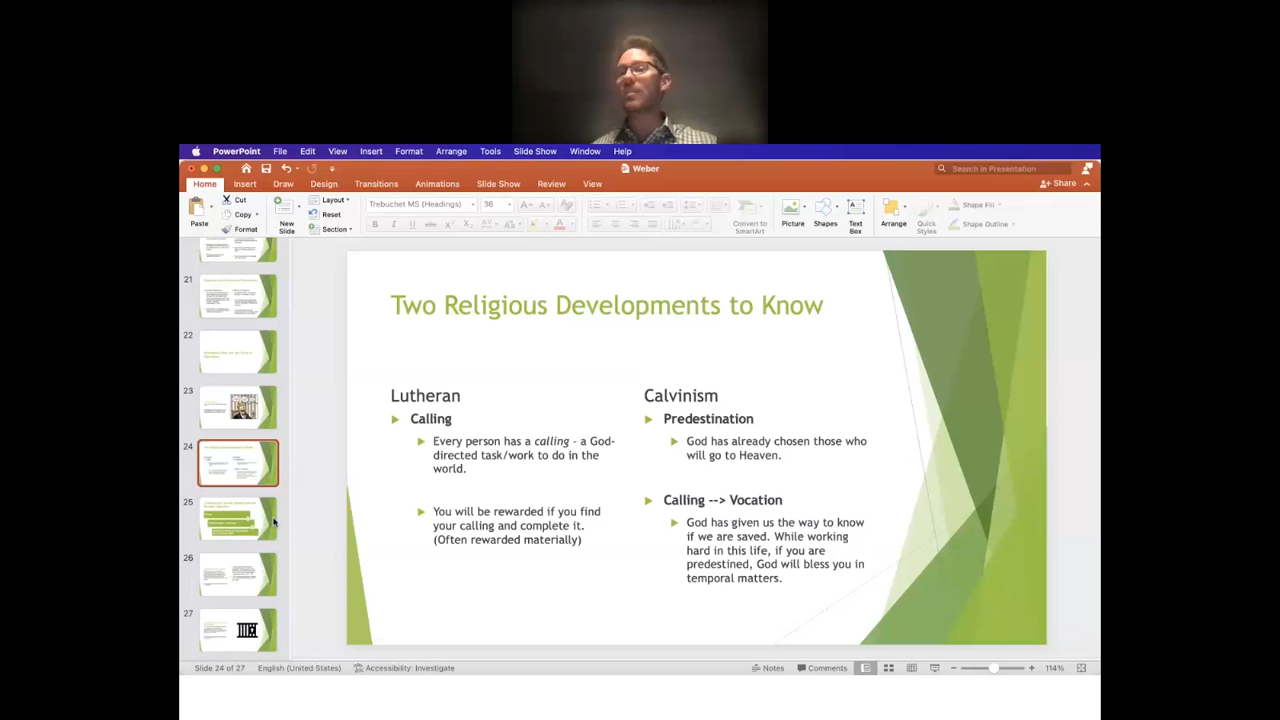 PowerPoint File Edit View Insert Format Arrange Tools Slide Show Window Help
Weber
Search in Presentation
Home Insert Draw Design Transitions Animations Slide Show Review View
Share
Paste
Cut
Copy
Format
New Slide
Layout
Reset
Section
Trebuchet MS (Headings)
36
Convert to SmartArt
Picture
Shapes
Text Box
Arrange
Quick Styles
Shape Fill
Shape Outline
21
22
23
24
25
26
27
Two Religious Developments to Know
Lutheran
Calling
Every person has a calling – a God-
directed task/work to do in the
world.
You will be rewarded if you find
your calling and complete it.
(Often rewarded materially)
Calvinism
Predestination
God has already chosen those who
will go to Heaven.
Calling --> Vocation
God has given us the way to know
if we are saved. While working
hard in this life, if you are
predestined, God will bless you in
temporal matters.
Slide 24 of 27 English (United States) Accessibility: Investigate
Notes Comments 114%